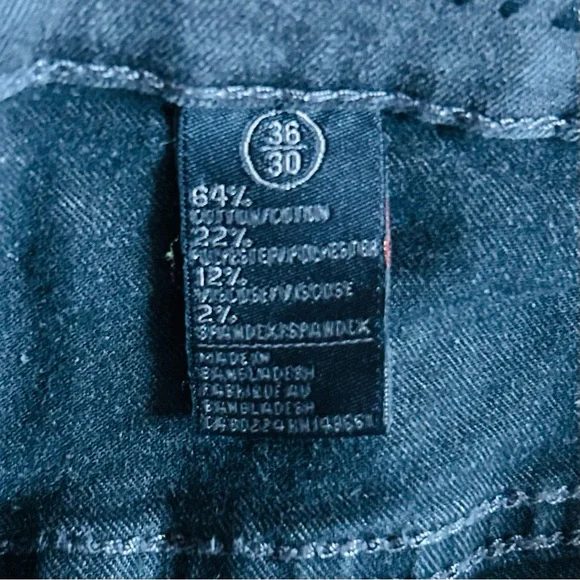 36
30
64%
COTTON/COTON
22%
POLYESTER/POLYESTER
12%
VISCOSE/VISCOSE
2%
SPANDEX/SPANDEX
MADE IN
BANGLADESH
FABRIQUE AU
BANGLADESH